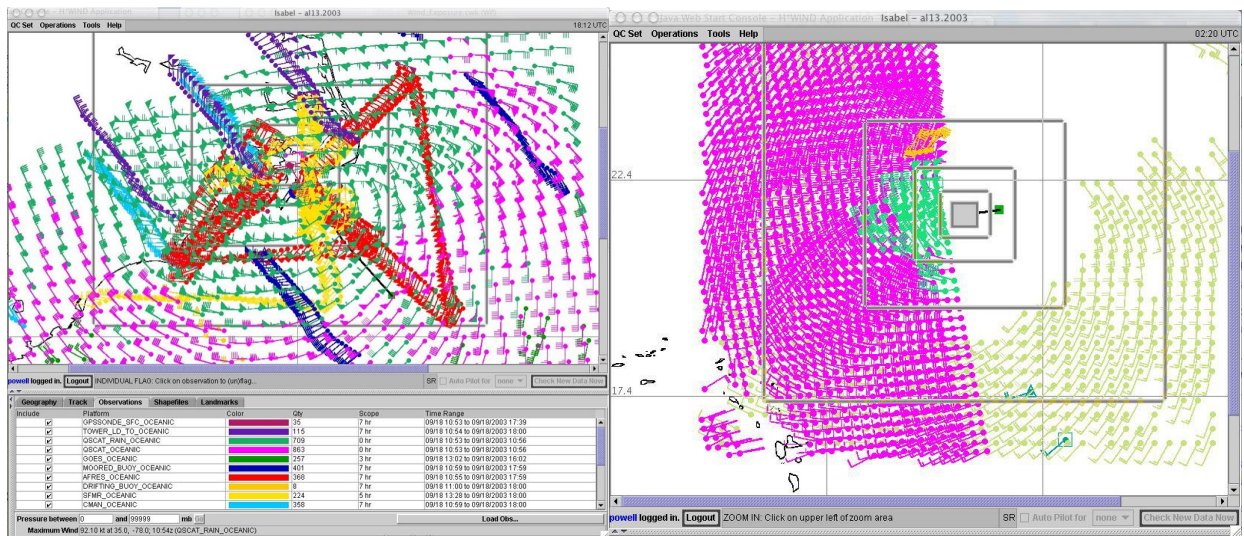 H*WIND Application
Isabel - al13.2003
QC Set Operations Tools Help 18:12 UTC
powell logged in. Logout INDIVIDUAL FLAG: Click on observation to (un)flag... SR Auto Pilot for none Check New Data Now
Geography Track Observations Shapefiles Landmarks
Include Platform Color Qty Scope Time Range
GPSSONDE_SFC_OCEANIC 35 7 hr 09/18 10:53 to 09/18/2003 17:39
TOWER_LD_TO_OCEANIC 115 7 hr 09/18 10:54 to 09/18/2003 18:00
QSCAT_RAIN_OCEANIC 709 0 hr 09/18 10:53 to 09/18/2003 10:56
QSCAT_OCEANIC 863 0 hr 09/18 10:53 to 09/18/2003 10:56
GOES_OCEANIC 257 3 hr 09/18 13:02 to 09/18/2003 16:02
MOORED_BUOY_OCEANIC 401 7 hr 09/18 10:59 to 09/18/2003 17:59
AFRES_OCEANIC 368 7 hr 09/18 10:55 to 09/18/2003 17:59
DRIFTING_BUOY_OCEANIC 8 7 hr 09/18 11:00 to 09/18/2003 18:00
SFMR_OCEANIC 224 5 hr 09/18 13:28 to 09/18/2003 18:00
CMAN_OCEANIC 358 7 hr 09/18 10:59 to 09/18/2003 18:00
Pressure between 0 and 99999 mb Load Obs...
Maximum Wind 92.10 kt at 35.0, -78.0; 10:54z (QSCAT_RAIN_OCEANIC)
Java Web Start Console - H*WIND Application Isabel - al13.2003
QC Set Operations Tools Help 02:20 UTC
22.4
17.4
powell logged in. Logout ZOOM IN: Click on upper left of zoom area SR Auto Pilot for none Check New Data Now